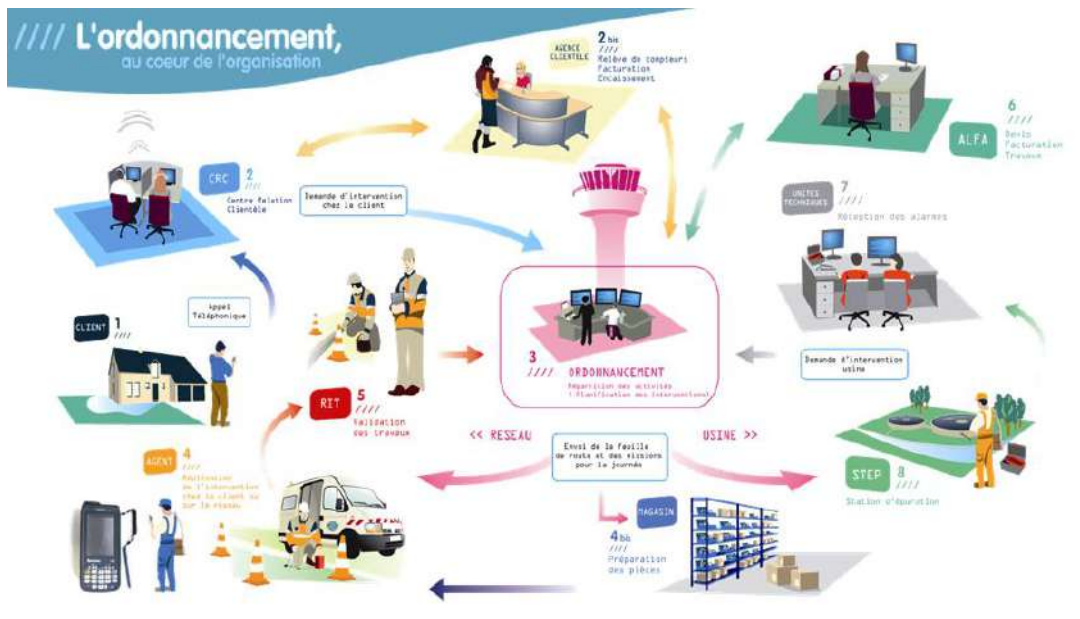 //// L'ordonnancement,
au coeur de l'organisation
AGENCE
CLIENTELE
2 bis
////
Relève de compteurs
Facturation
Encaissement
6
////
ALFA
Devis
Facturation
Travaux
CRC
2
////
Centre Relation
Clientèle
Demande d'intervention
chez le client
UNITES
TECHNIQUES
7
////
Réception des alarmes
Appel
Téléphonique
CLIENT
1
////
3
////
ORDONNANCEMENT
Répartition des activités
Demande d'intervention
usine
RIT
5
////
Validation
des travaux
<< RESEAU
USINE >>
Envoi de la feuille
de route et des missions
pour la journée
AGENT
4
////
de l'intervention
chez le client ou
sur le réseau
STEP
8
////
Station d'épuration
MAGASIN
4 bis
////
Préparation
des pièces